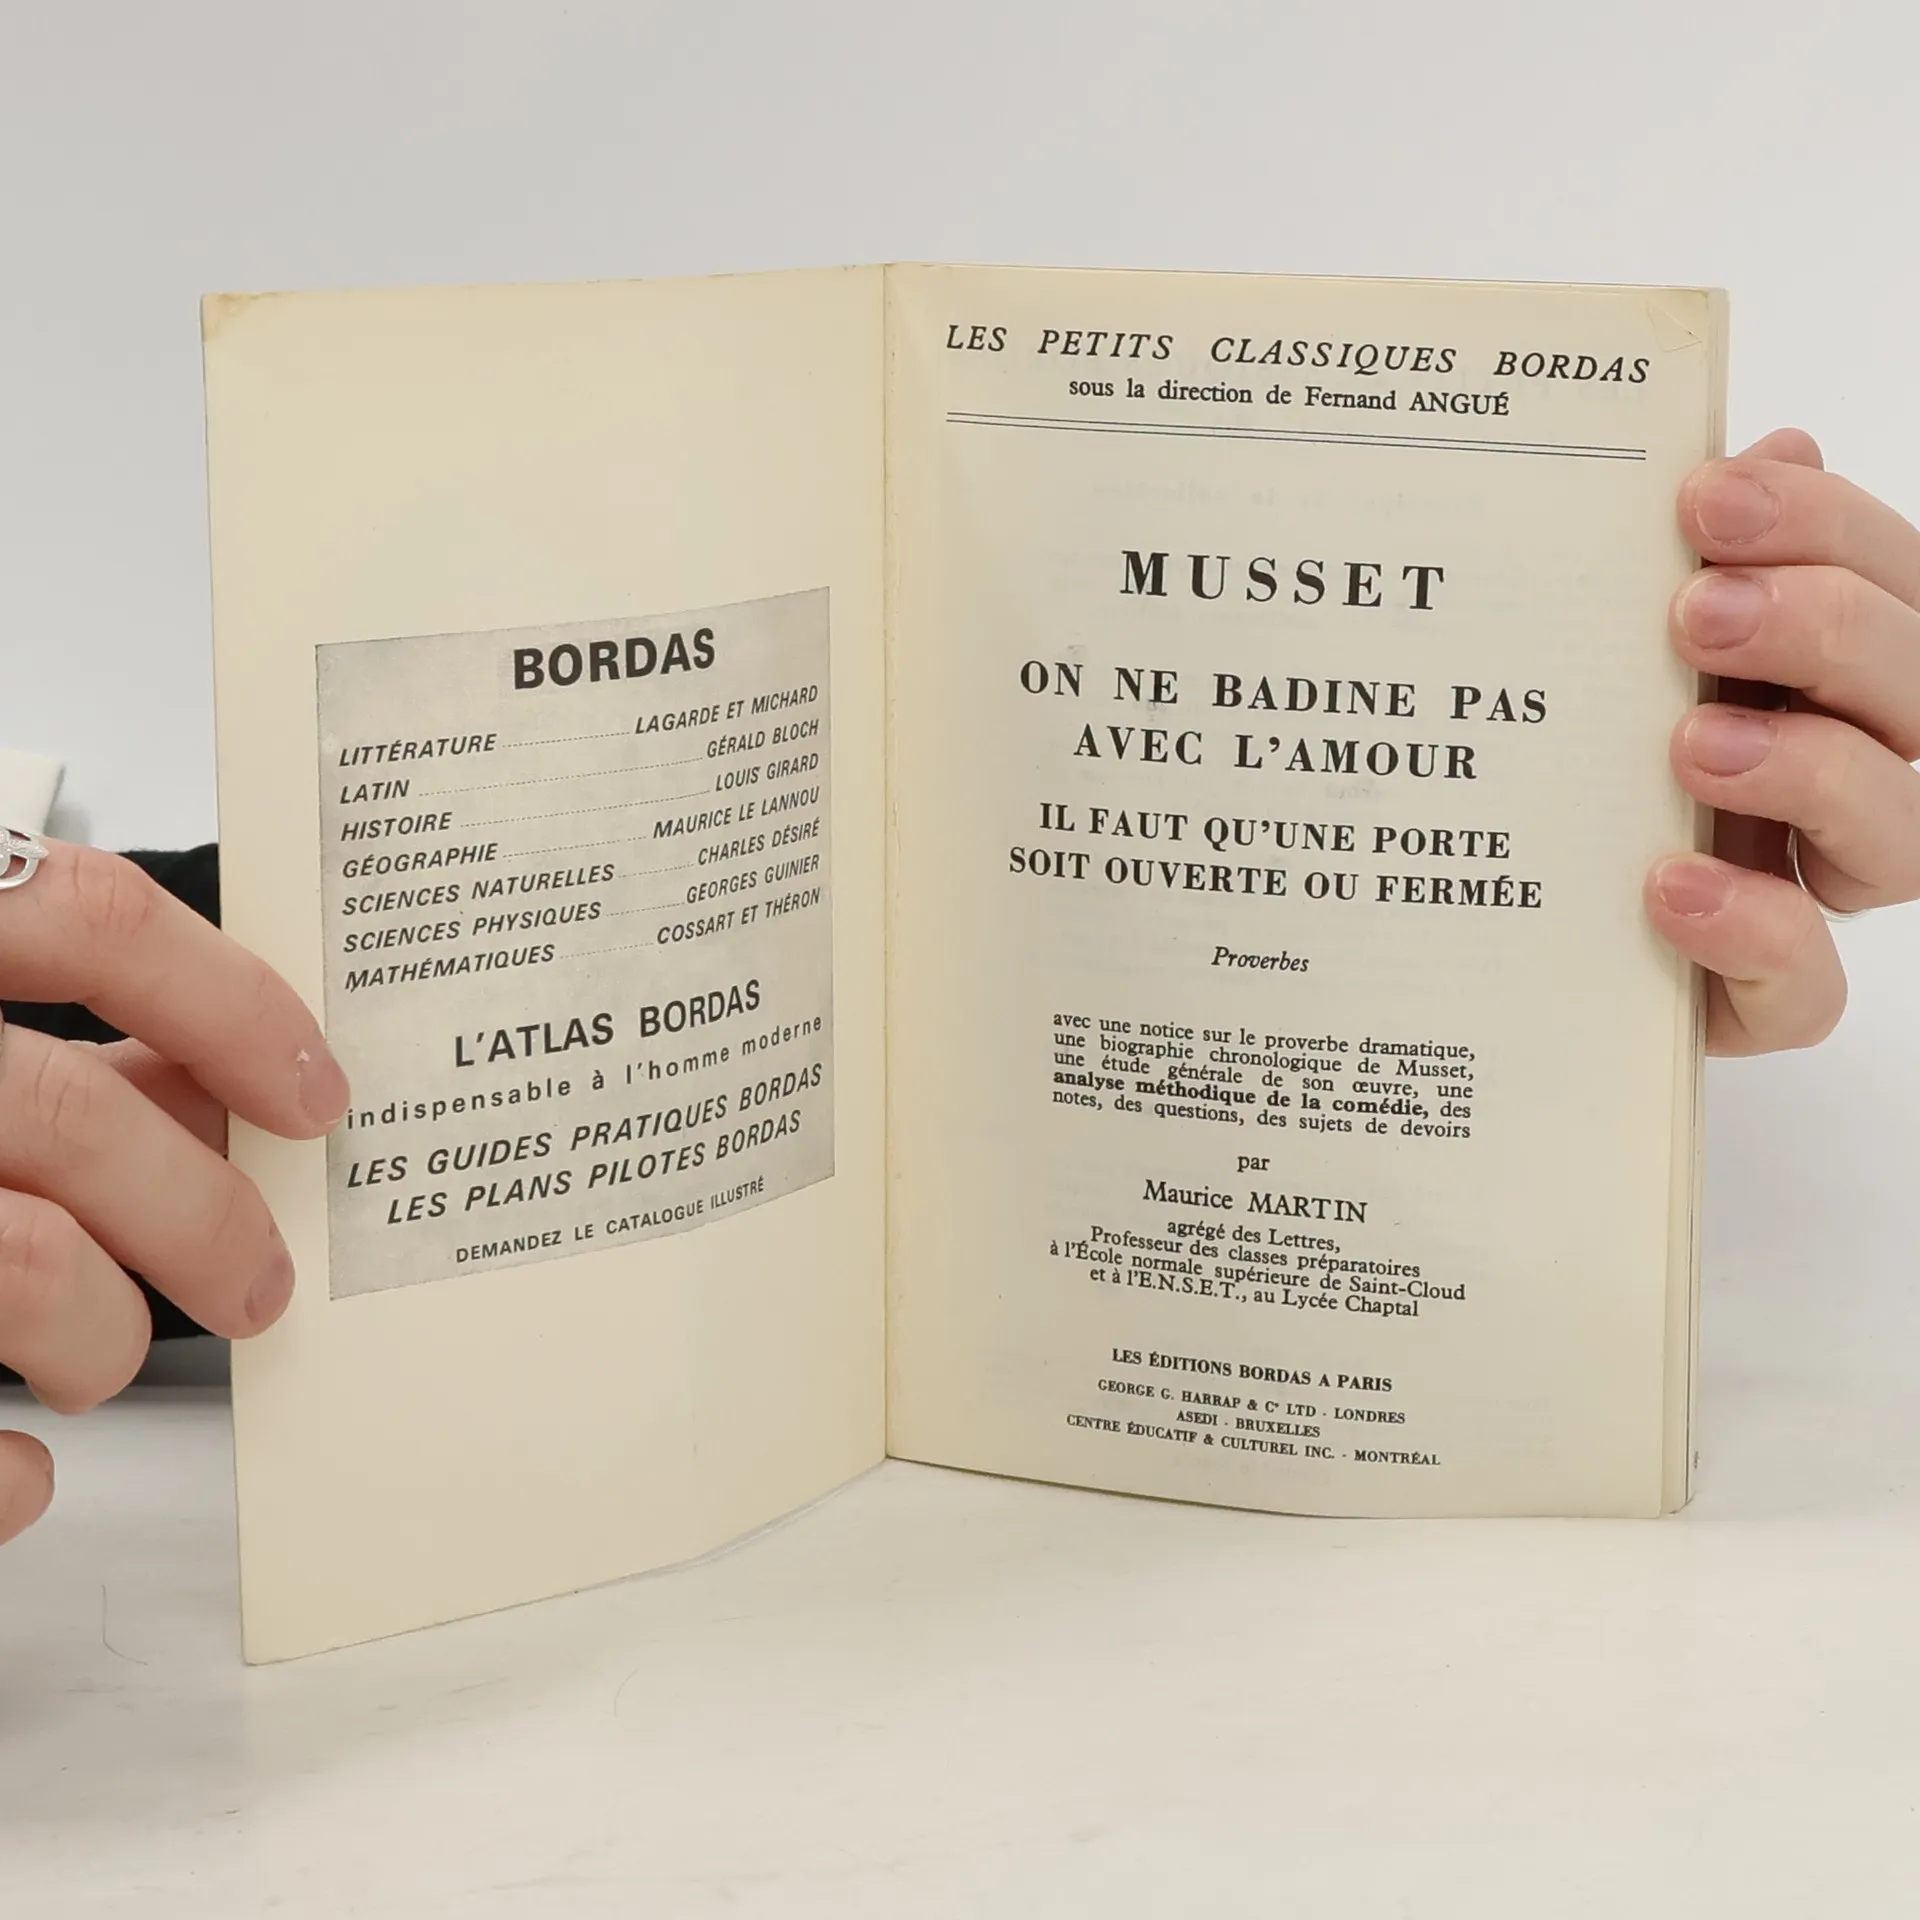 BORDAS
LITTÉRATURE LAGARDE ET MICHARD
LATIN GÉRALD BLOCH
HISTOIRE LOUIS GIRARD
GÉOGRAPHIE MAURICE LE LANNOU
SCIENCES NATURELLES CHARLES DÉSIRÉ
SCIENCES PHYSIQUES GEORGES GUINIER
MATHÉMATIQUES COSSART ET THÉRON
L'ATLAS BORDAS
indispensable à l'homme moderne
LES GUIDES PRATIQUES BORDAS
LES PLANS PILOTES BORDAS
DEMANDEZ LE CATALOGUE ILLUSTRÉ
LES PETITS CLASSIQUES BORDAS
sous la direction de Fernand ANGUÉ
MUSSET
ON NE BADINE PAS
AVEC L'AMOUR
IL FAUT QU'UNE PORTE
SOIT OUVERTE OU FERMÉE
Proverbes
avec une notice sur le proverbe dramatique,
une biographie chronologique de Musset,
une étude générale de son œuvre, une
analyse méthodique de la comédie, des
notes, des questions, des sujets de devoirs
par
Maurice MARTIN
agrégé des Lettres,
Professeur des classes préparatoires
à l'École normale supérieure de Saint-Cloud
et à l'E.N.S.E.T., au Lycée Chaptal
LES ÉDITIONS BORDAS A PARIS
GEORGE G. HARRAP & C° LTD - LONDRES
ASEDI - BRUXELLES
CENTRE ÉDUCATIF & CULTUREL INC. - MONTRÉAL